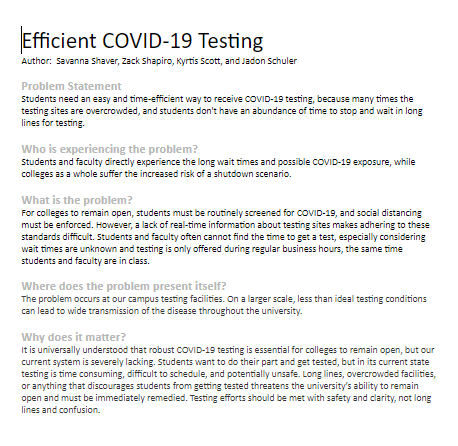 Efficient COVID-19 Testing
Author:  Savanna Shaver, Zack Shapiro, Kyrtis Scott, and Jadon Schuler
Problem Statement
Students need an easy and time-efficient way to receive COVID-19 testing, because many times the
testing sites are overcrowded, and students don't have an abundance of time to stop and wait in long
lines for testing.
Who is experiencing the problem?
Students and faculty directly experience the long wait times and possible COVID-19 exposure, while
colleges as a whole suffer the increased risk of a shutdown scenario.
What is the problem?
For colleges to remain open, students must be routinely screened for COVID-19, and social distancing
must be enforced. However, a lack of real-time information about testing sites makes adhering to these
standards difficult. Students and faculty often cannot find the time to get a test, especially considering
wait times are unknown and testing is only offered during regular business hours, the same time
students and faculty are in class.
Where does the problem present itself?
The problem occurs at our campus testing facilities. On a larger scale, less than ideal testing conditions
can lead to wide transmission of the disease throughout the university.
Why does it matter?
It is universally understood that robust COVID-19 testing is essential for colleges to remain open, but our
current system is severely lacking. Students want to do their part and get tested, but in its current state
testing is time consuming, difficult to schedule, and potentially unsafe. Long lines, overcrowded facilities,
or anything that discourages students from getting tested threatens the university's ability to remain
open and must be immediately remedied. Testing efforts should be met with safety and clarity, not long
lines and confusion.